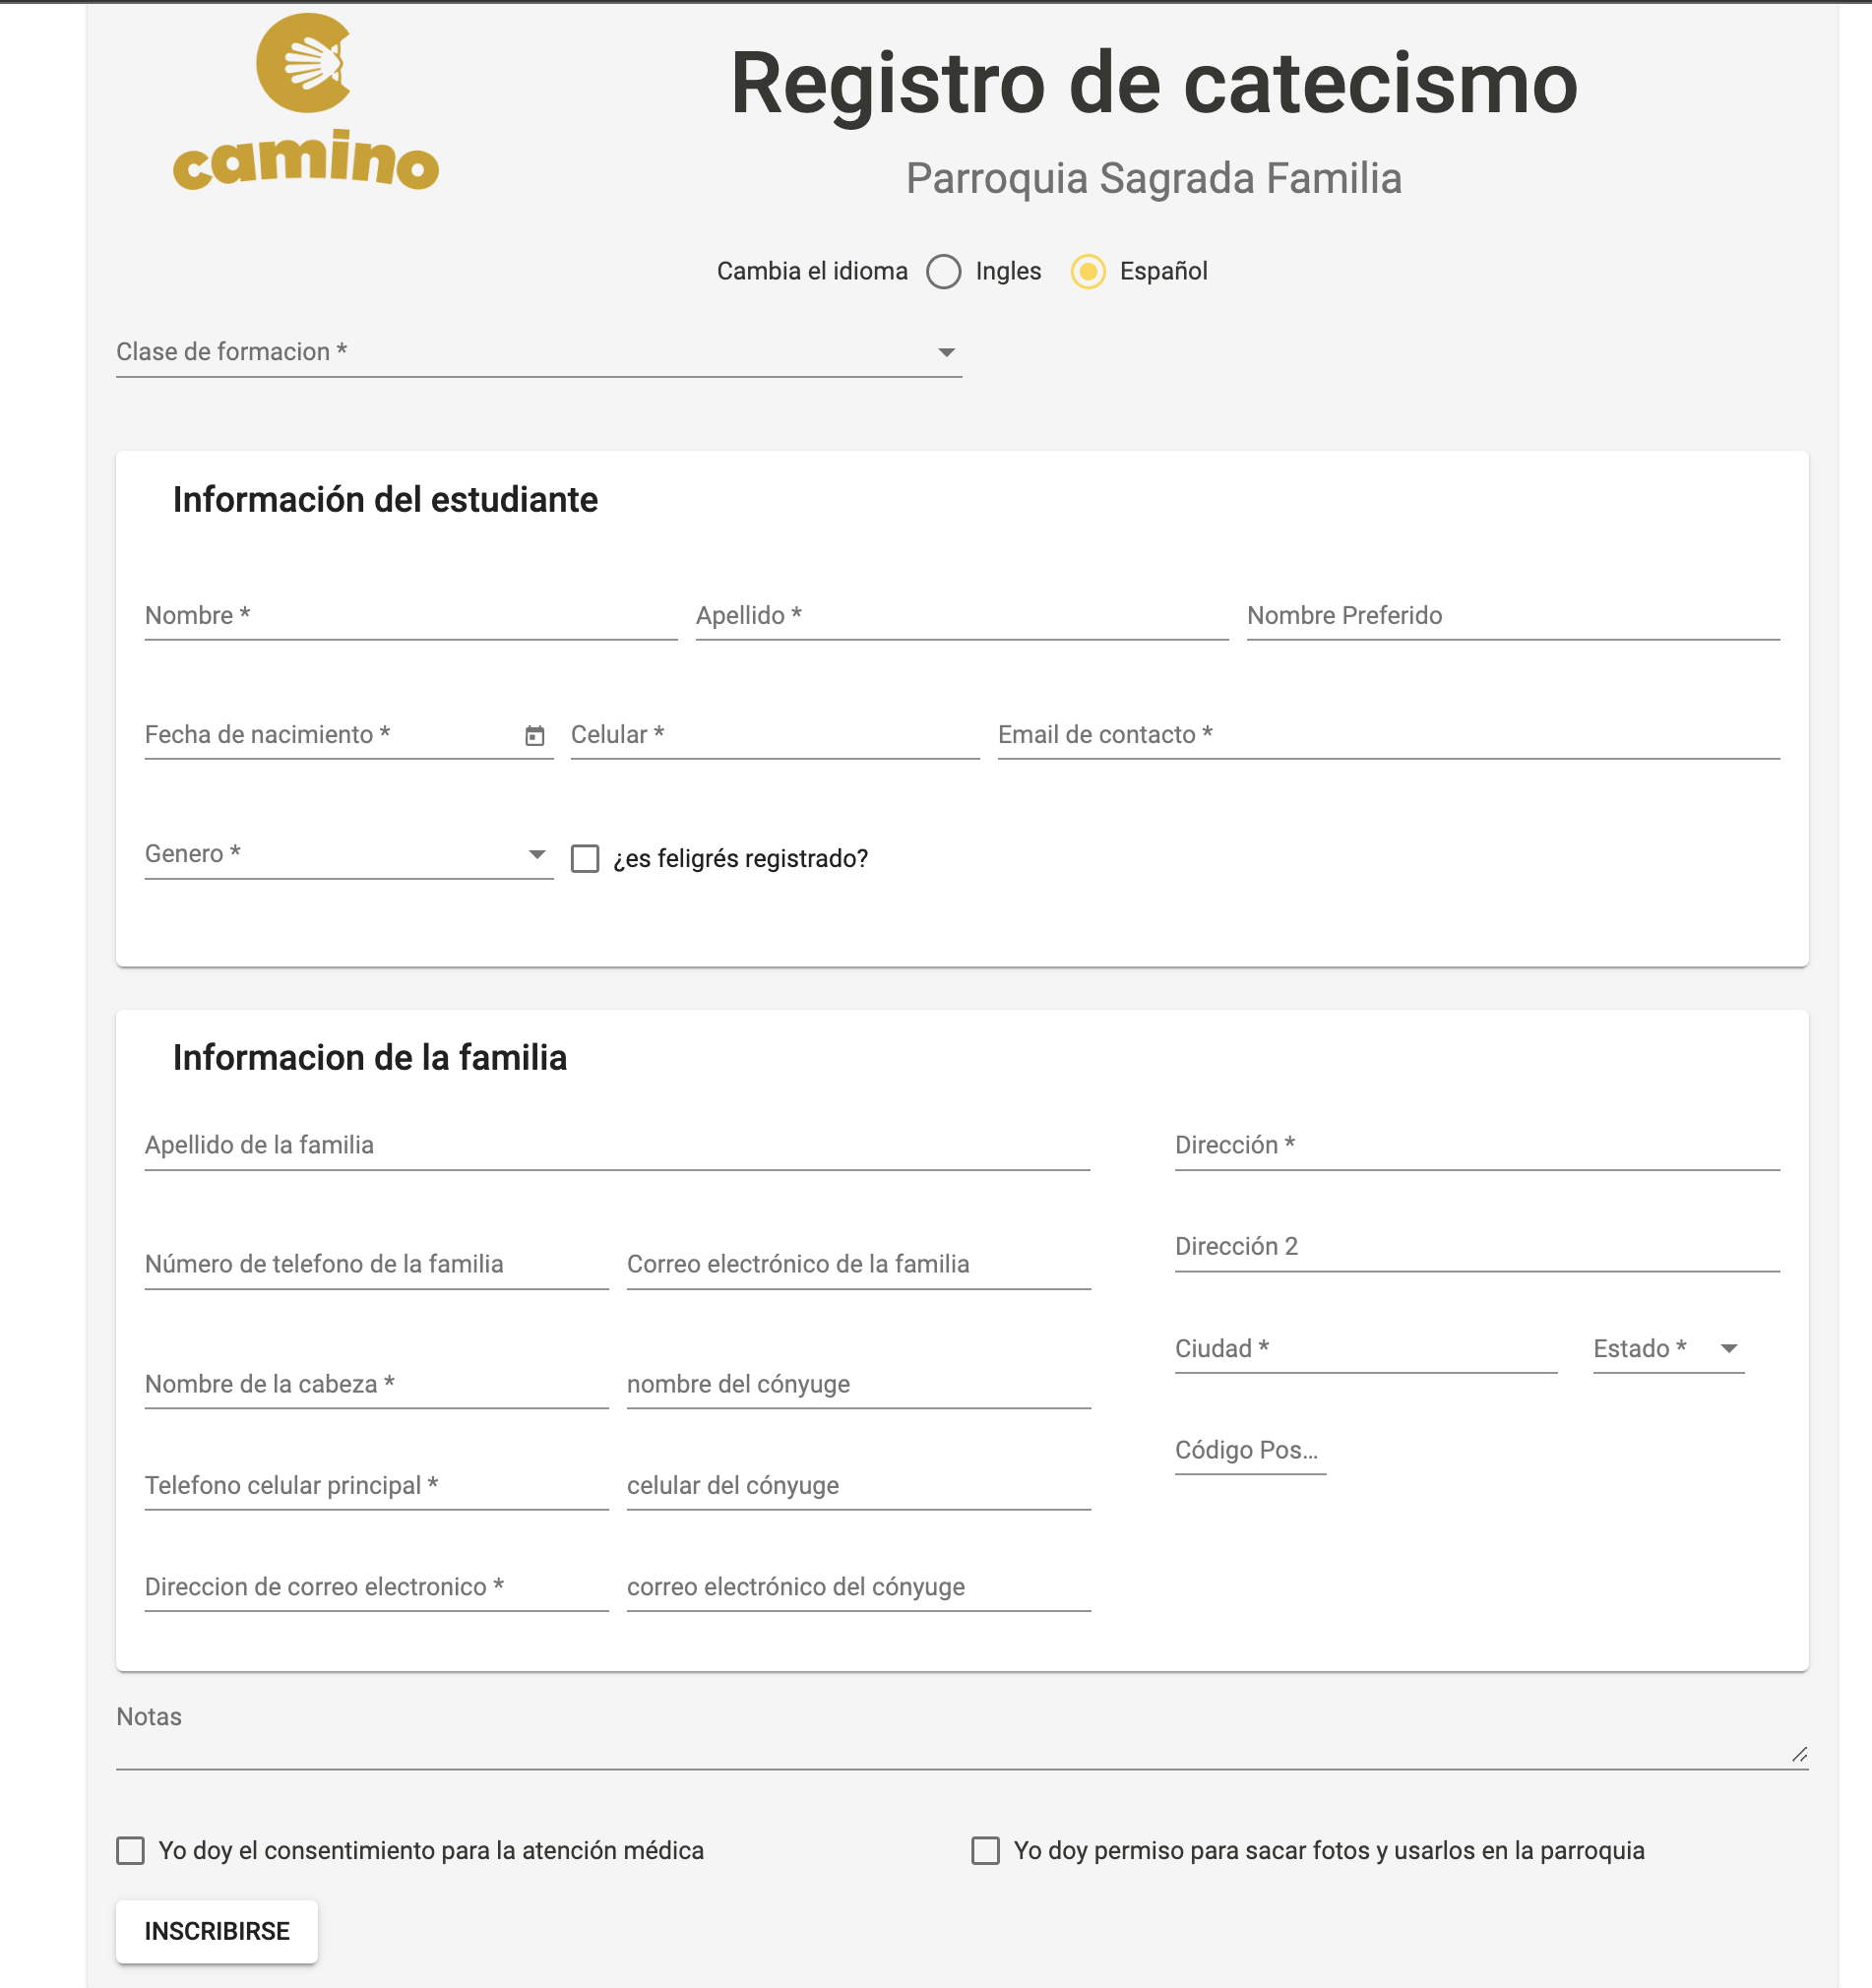 camino
Registro de catecismo
Parroquia Sagrada Familia
Cambia el idioma Ingles Español
Clase de formacion *
Información del estudiante
Nombre * Apellido * Nombre Preferido
Fecha de nacimiento * Celular * Email de contacto *
Genero * ¿es feligrés registrado?
Informacion de la familia
Apellido de la familia
Dirección *
Número de telefono de la familia Correo electrónico de la familia
Dirección 2
Ciudad * Estado *
Nombre de la cabeza * nombre del cónyuge
Código Pos...
Telefono celular principal * celular del cónyuge
Direccion de correo electronico * correo electrónico del cónyuge
Notas
Yo doy el consentimiento para la atención médica Yo doy permiso para sacar fotos y usarlos en la parroquia
INSCRIBIRSE